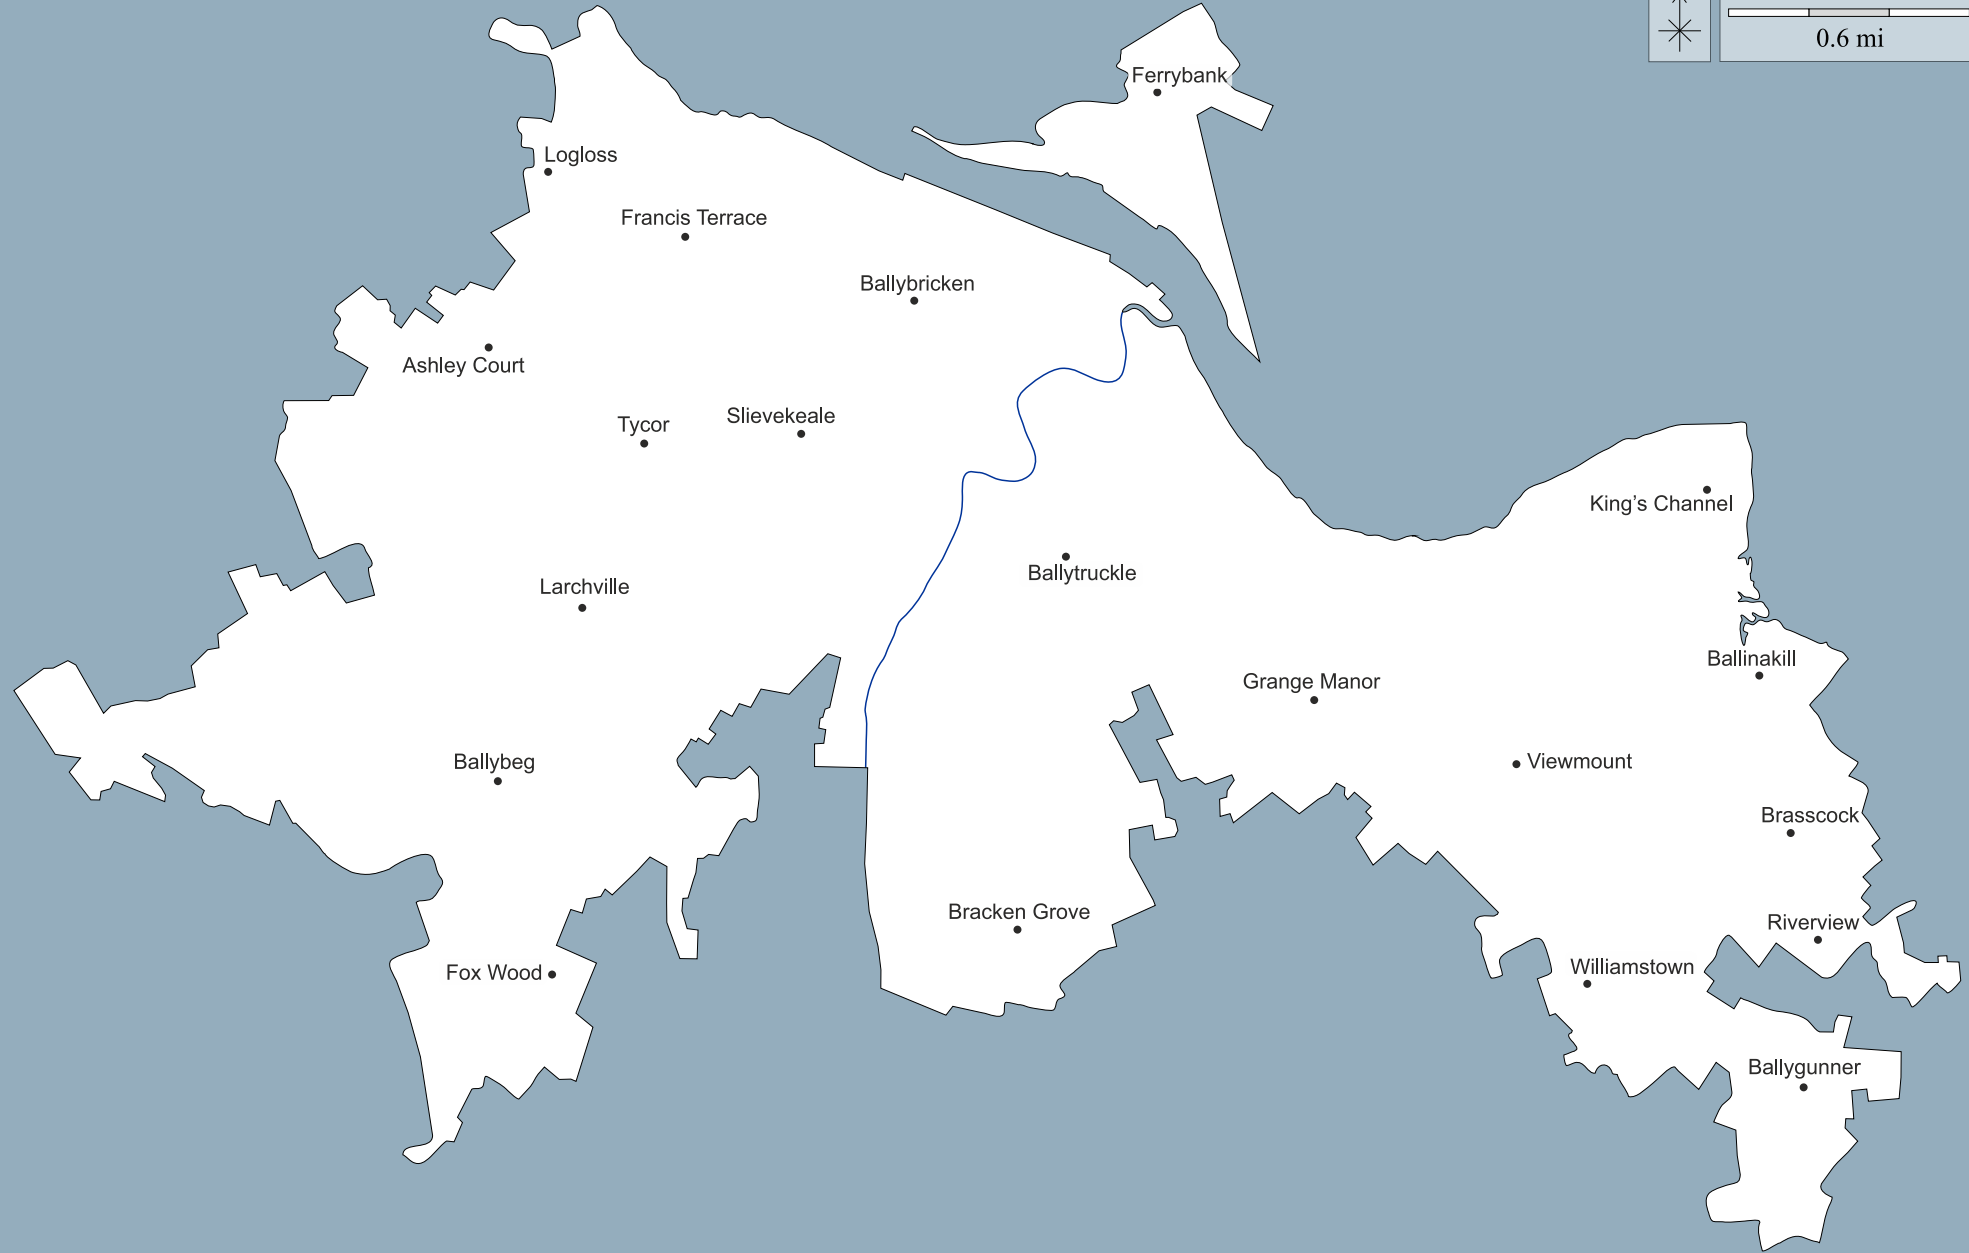 0.6 mi
Ferrybank
Logloss
Francis Terrace
Ballybricken
Ashley Court
Tycor
Slievekeale
King’s Channel
Ballytruckle
Larchville
Ballinakill
Grange Manor
Ballybeg
Viewmount
Brasscock
Bracken Grove
Riverview
Fox Wood
Williamstown
Ballygunner